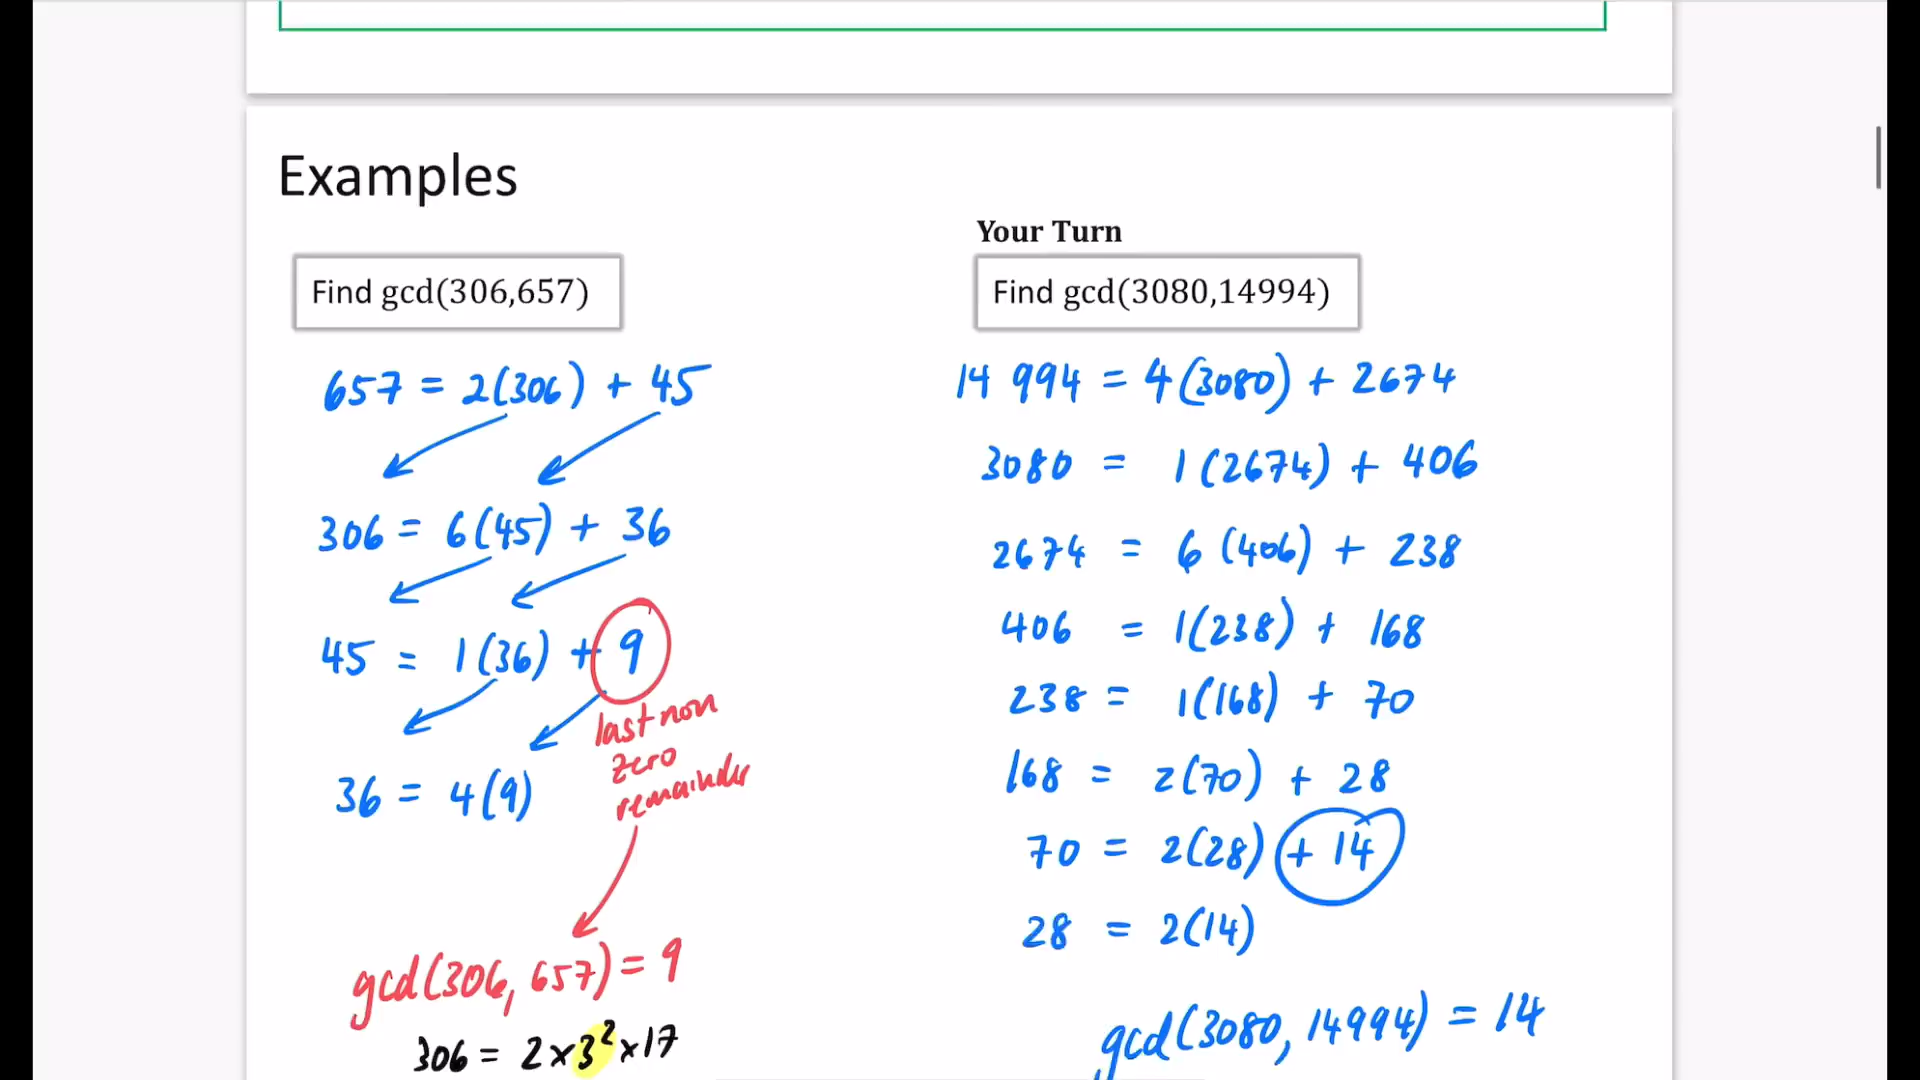 Examples
Find gcd(306,657)
657 = 2(306) + 45
306 = 6(45) + 36
45 = 1(36) + 9
last non
zero
remainder
36 = 4(9)
gcd(306, 657) = 9
306 = 2×3²×17
Your Turn
Find gcd(3080,14994)
14 994 = 4(3080) + 2674
3080 = 1(2674) + 406
2674 = 6(406) + 238
406 = 1(238) + 168
238 = 1(168) + 70
168 = 2(70) + 28
70 = 2(28) + 14
28 = 2(14)
gcd(3080, 14994) = 14